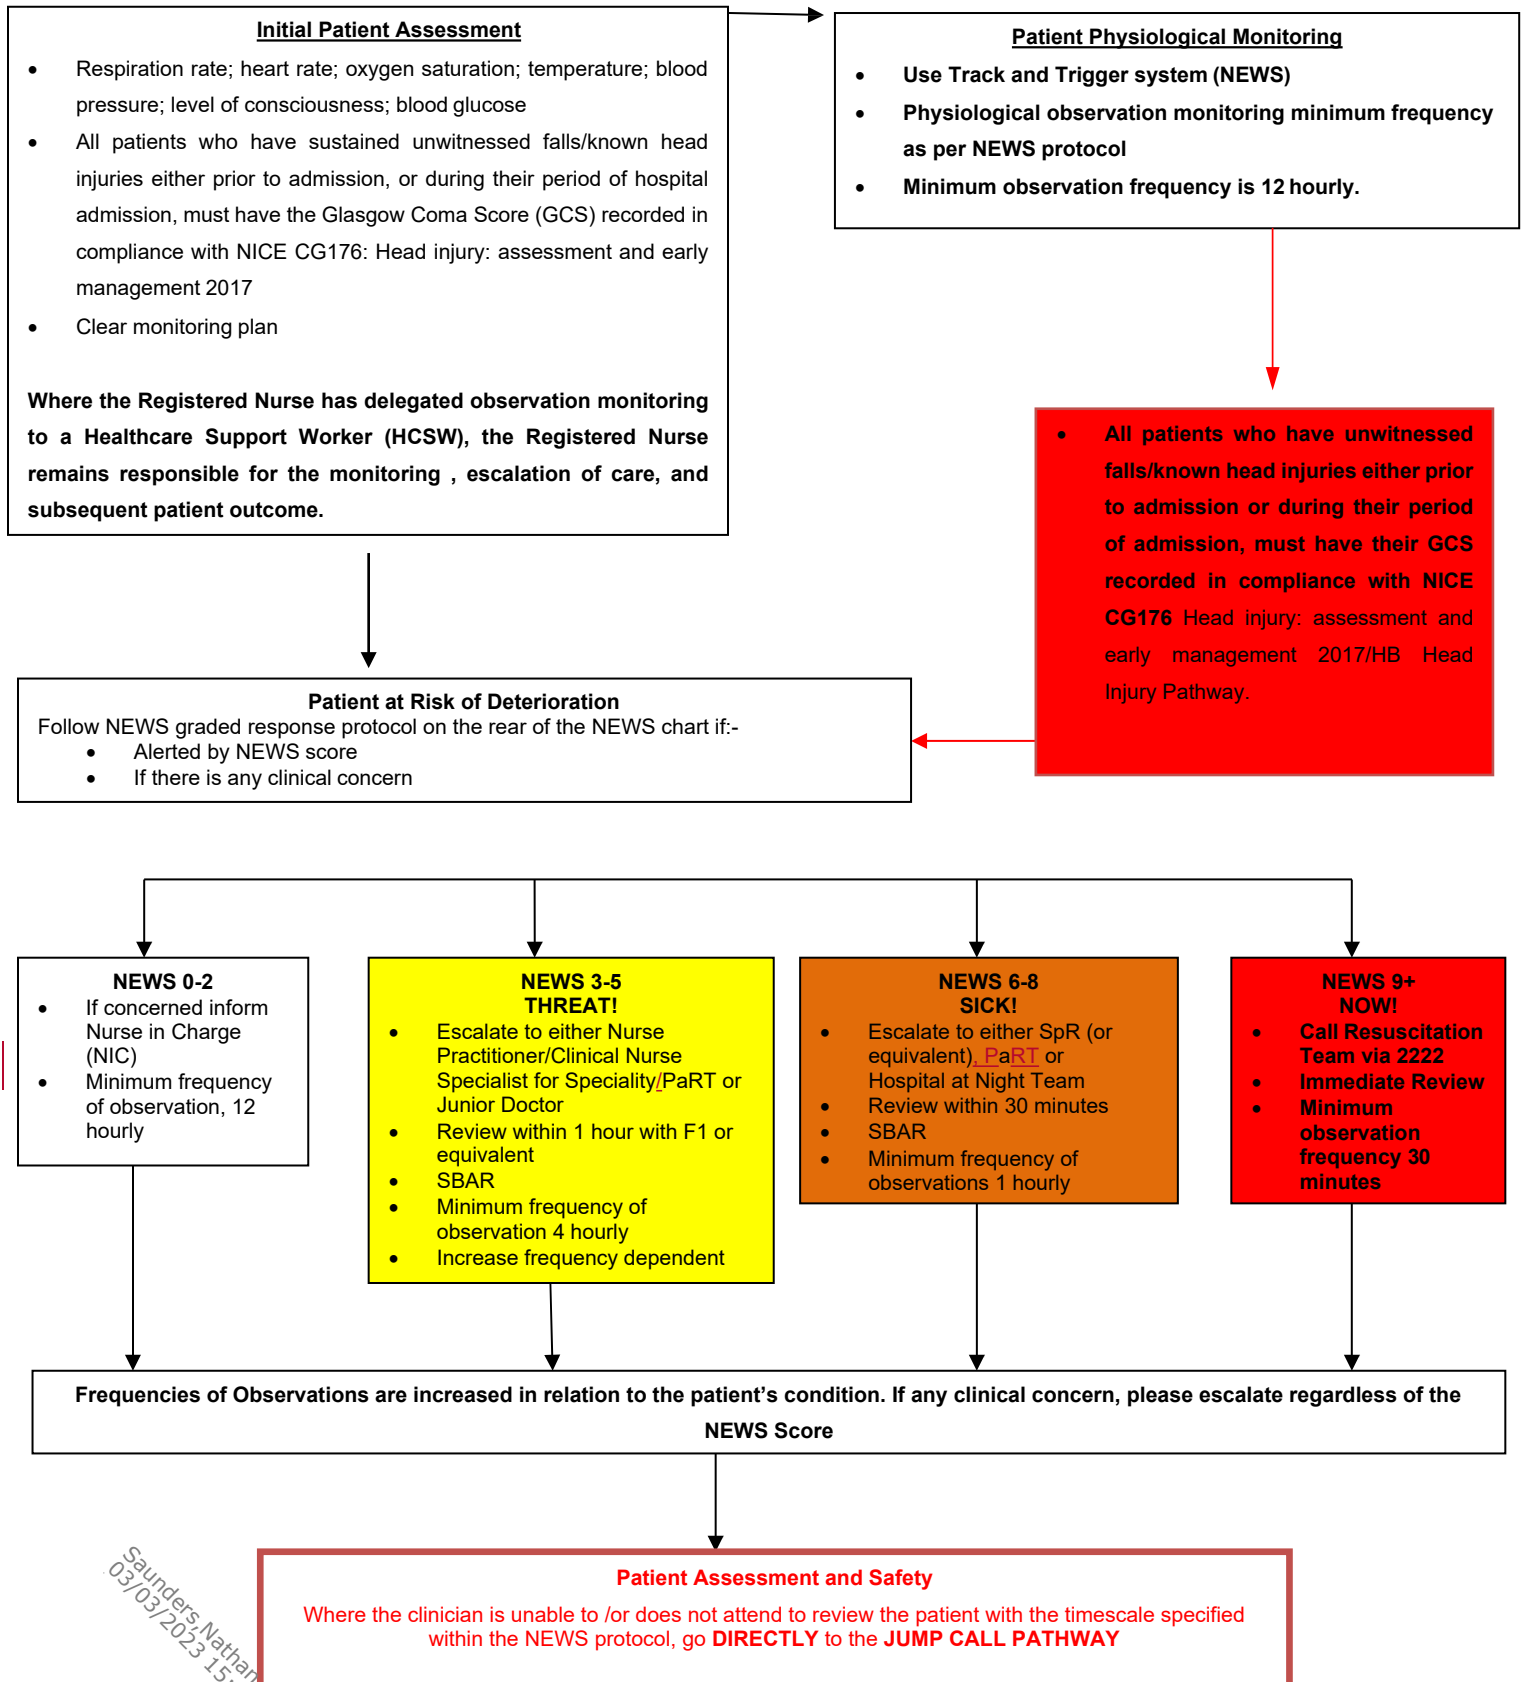 Initial Patient Assessment
• Respiration rate; heart rate; oxygen saturation; temperature; blood
pressure; level of consciousness; blood glucose
• All patients who have sustained unwitnessed falls/known head
injuries either prior to admission, or during their period of hospital
admission, must have the Glasgow Coma Score (GCS) recorded in
compliance with NICE CG176: Head injury: assessment and early
management 2017
• Clear monitoring plan
Where the Registered Nurse has delegated observation monitoring
to a Healthcare Support Worker (HCSW), the Registered Nurse
remains responsible for the monitoring , escalation of care, and
subsequent patient outcome.
Patient Physiological Monitoring
• Use Track and Trigger system (NEWS)
• Physiological observation monitoring minimum frequency
as per NEWS protocol
• Minimum observation frequency is 12 hourly.
• All patients who have unwitnessed
falls/known head injuries either prior
to admission or during their period
of admission, must have their GCS
recorded in compliance with NICE
CG176 Head injury: assessment and
early management 2017/HB Head
Injury Pathway.
Patient at Risk of Deterioration
Follow NEWS graded response protocol on the rear of the NEWS chart if:-
• Alerted by NEWS score
• If there is any clinical concern
NEWS 0-2
• If concerned inform
Nurse in Charge
(NIC)
• Minimum frequency
of observation, 12
hourly
NEWS 3-5
THREAT!
• Escalate to either Nurse
Practitioner/Clinical Nurse
Specialist for Speciality/PaRT or
Junior Doctor
• Review within 1 hour with F1 or
equivalent
• SBAR
• Minimum frequency of
observation 4 hourly
• Increase frequency dependent
NEWS 6-8
SICK!
• Escalate to either SpR (or
equivalent), PaRT or
Hospital at Night Team
• Review within 30 minutes
• SBAR
• Minimum frequency of
observations 1 hourly
NEWS 9+
NOW!
• Call Resuscitation
Team via 2222
• Immediate Review
• Minimum
observation
frequency 30
minutes
Frequencies of Observations are increased in relation to the patient’s condition. If any clinical concern, please escalate regardless of the
NEWS Score
Patient Assessment and Safety
Where the clinician is unable to /or does not attend to review the patient with the timescale specified
within the NEWS protocol, go DIRECTLY to the JUMP CALL PATHWAY
Saunders, Nathan
03/03/2023 15: